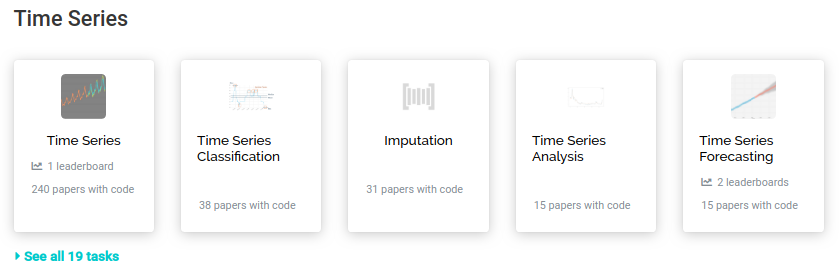 Time Series
Time Series
1 leaderboard
240 papers with code
Time Series
Classification
38 papers with code
Imputation
31 papers with code
Time Series
Analysis
15 papers with code
Time Series
Forecasting
2 leaderboards
15 papers with code
See all 19 tasks